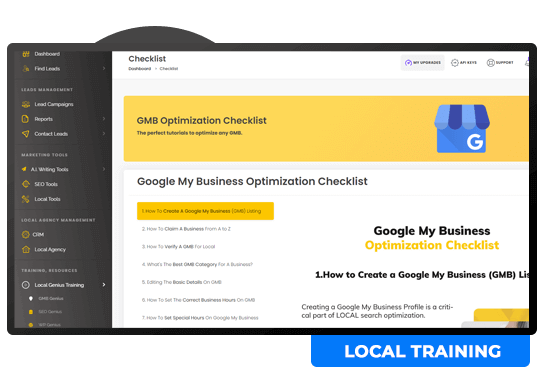 Dashboard
Find Leads
LEADS MANAGEMENT
Lead Campaigns
Reports
Contact Leads
MARKETING TOOLS
A.I. Writing Tools
SEO Tools
Local Tools
LOCAL AGENCY MANAGEMENT
CRM
Local Agency
TRAINING, RESOURCES
Local Genius Training
GMB Genius
SEO Genius
Checklist
Dashboard - Checklist
MY UPGRADES
API KEYS
SUPPORT
GMB Optimization Checklist
The perfect tutorials to optimize any GMB.
G
Google My Business Optimization Checklist
1. How To Create A Google My Business (GMB) Listing
2. How To Claim A Business From A to Z
3. How To Verify A GMB For Local
4. What's The Best GMB Category For A Business?
5. Editing The Basic Details On GMB
6. How To Set The Correct Business Hours On GMB
7. How To Set Special Hours On Google My Business
Google My Business
Optimization Checklist
1.How to Create a Google My Business (GMB) Lis
Creating a Google My Business Profile is a criti-
cal part of LOCAL search optimization.
LOCAL TRAINING